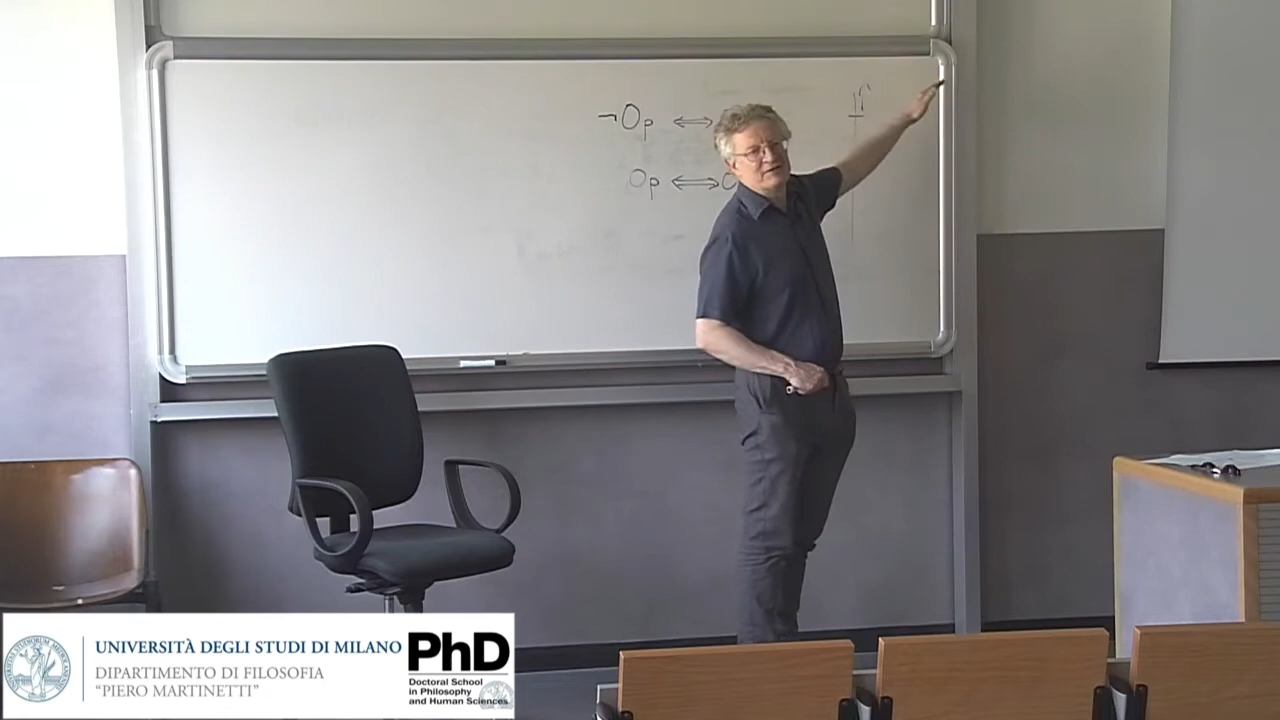 ¬Op ⟺
Op ⟺ O
UNIVERSITÀ DEGLI STUDI DI MILANO
DIPARTIMENTO DI FILOSOFIA
“PIERO MARTINETTI”
PhD
Doctoral School
in Philosophy
and Human Sciences